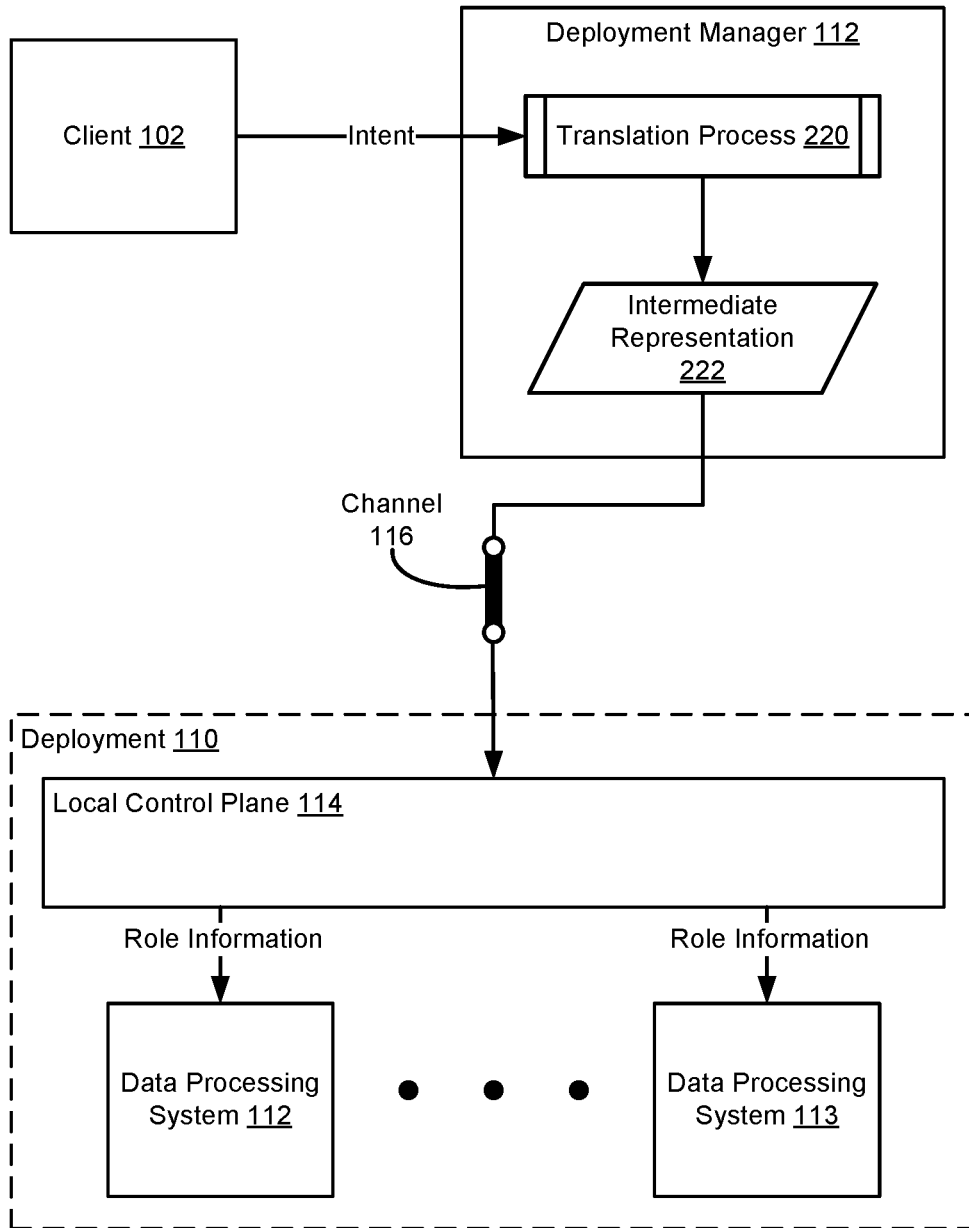 Deployment Manager 112
Client 102
Intent
Translation Process 220
Intermediate
Representation
222
Channel
116
Deployment 110
Local Control Plane 114
Role Information
Role Information
Data Processing
System 112
Data Processing
System 113